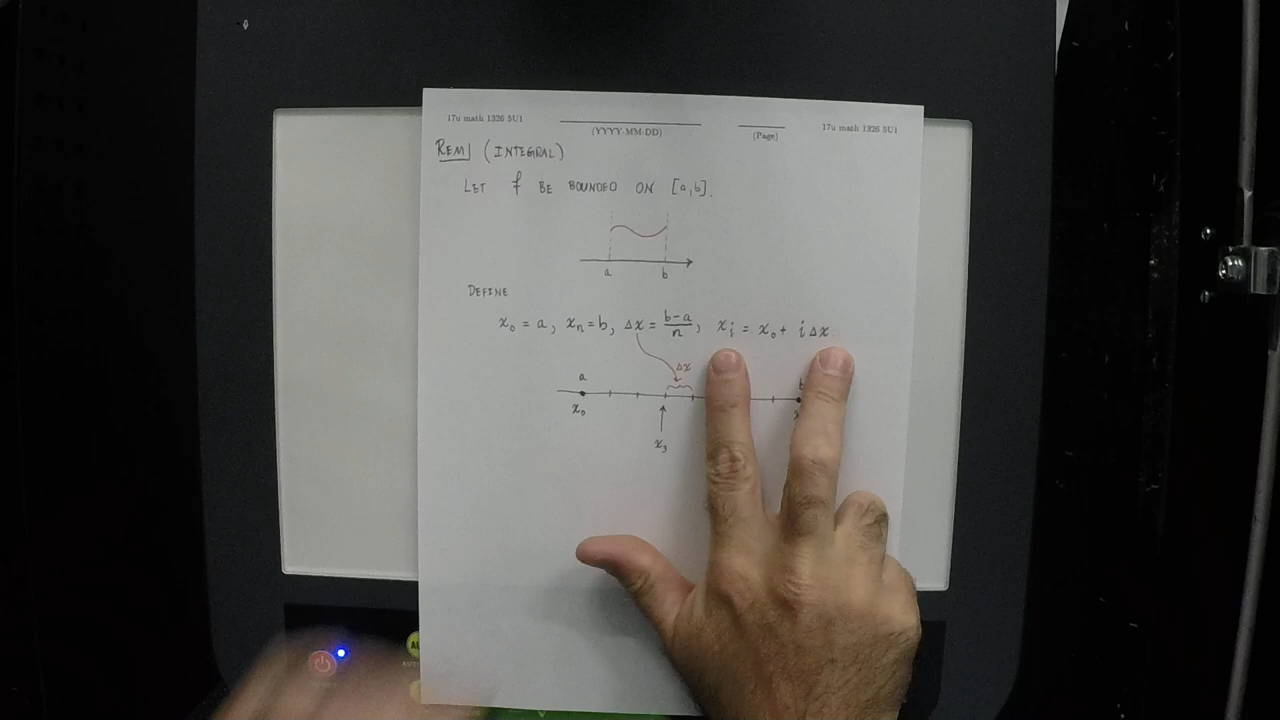 17u math 1326 5U1 (YYYY-MM-DD) (Page) 17u math 1326 5U1
REM (INTEGRAL)
LET f BE BOUNDED ON [a,b].
a b
DEFINE
x₀ = a, xₙ = b, Δx = (b-a)/n, xᵢ = x₀ + i Δx.
Δx
a
x₀
x₃